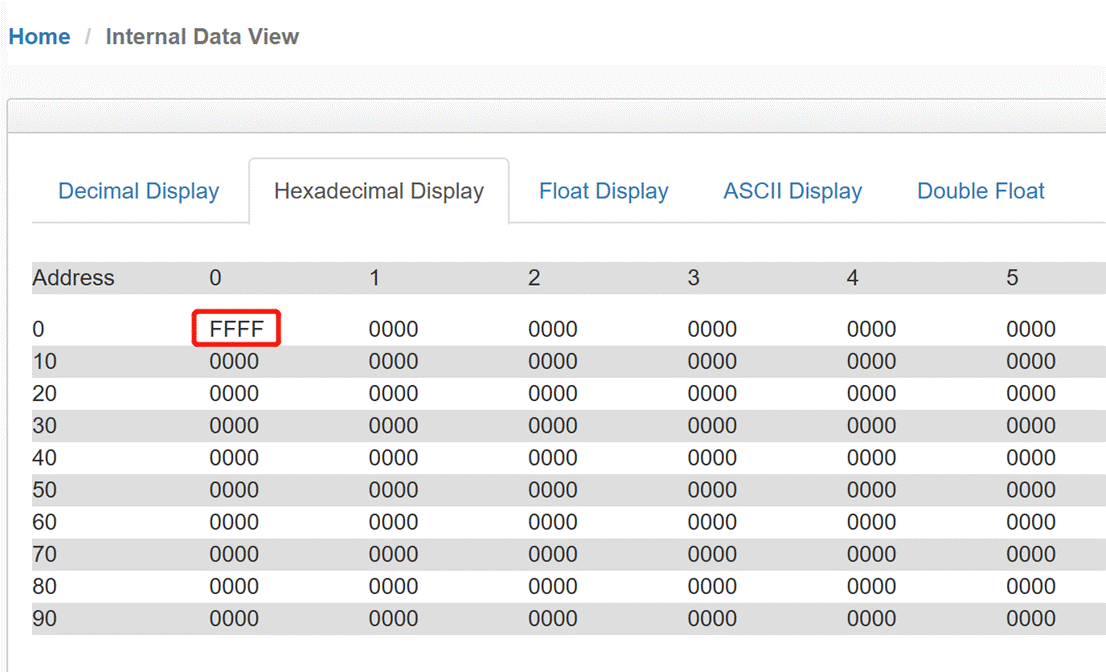 Home / Internal Data View
Decimal Display Hexadecimal Display Float Display ASCII Display Double Float
Address 0 1 2 3 4 5
0 FFFF 0000 0000 0000 0000 0000
10 0000 0000 0000 0000 0000 0000
20 0000 0000 0000 0000 0000 0000
30 0000 0000 0000 0000 0000 0000
40 0000 0000 0000 0000 0000 0000
50 0000 0000 0000 0000 0000 0000
60 0000 0000 0000 0000 0000 0000
70 0000 0000 0000 0000 0000 0000
80 0000 0000 0000 0000 0000 0000
90 0000 0000 0000 0000 0000 0000